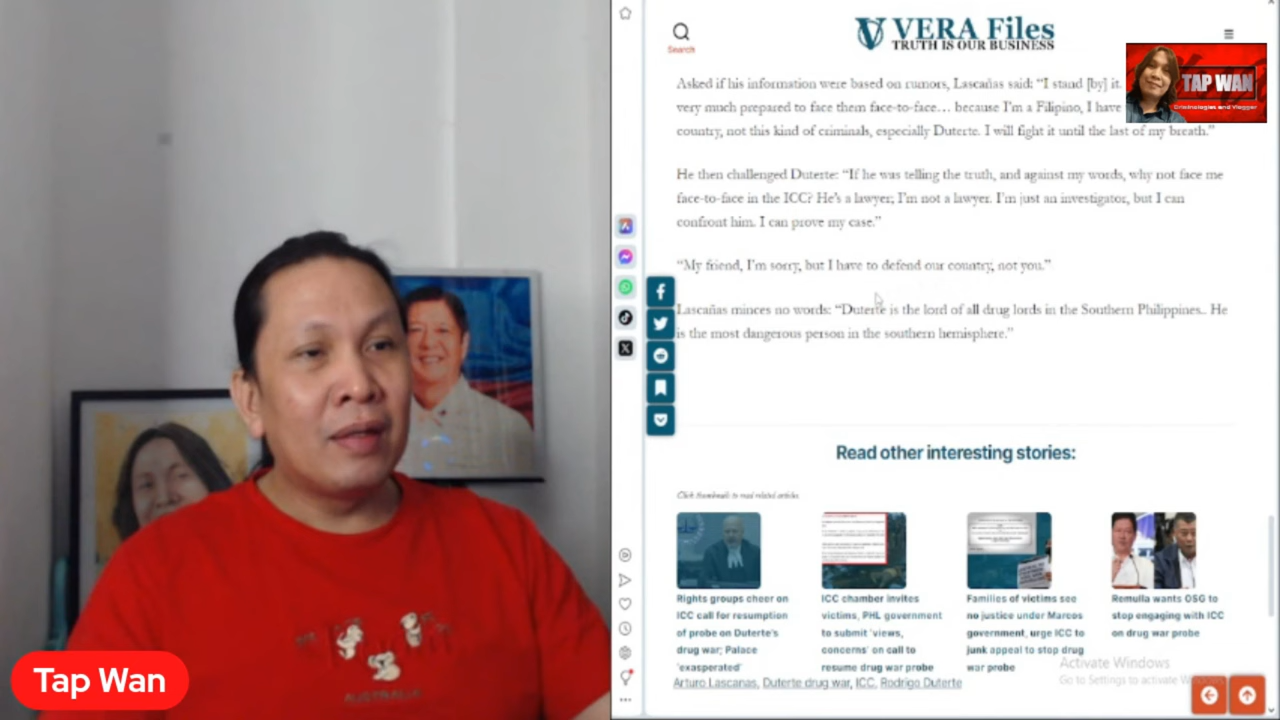 Search
VERA Files
TRUTH IS OUR BUSINESS
TAP WAN
Criminologist and Vlogger
Asked if his information were based on rumors, Lascañas said: “I stand [by] it.
very much prepared to face them face-to-face… because I’m a Filipino, I have
country, not this kind of criminals, especially Duterte. I will fight it until the last of my breath.”
He then challenged Duterte: “If he was telling the truth, and against my words, why not face me
face-to-face in the ICC? He’s a lawyer; I’m not a lawyer. I’m just an investigator, but I can
confront him. I can prove my case.”
“My friend, I’m sorry, but I have to defend our country, not you.”
Lascañas minces no words: “Duterte is the lord of all drug lords in the Southern Philippines.. He
is the most dangerous person in the southern hemisphere.”
Read other interesting stories:
Click thumbnails to read related articles
Rights groups cheer on
ICC call for resumption
of probe on Duterte's
drug war; Palace
'exasperated'
ICC chamber invites
victims, PHL government
to submit 'views,
concerns' on call to
resume drug war probe
Families of victims see
no justice under Marcos
government, urge ICC to
junk appeal to stop drug
war probe
Remulla wants OSG to
stop engaging with ICC
on drug war probe
Arturo Lascanas, Duterte drug war, ICC, Rodrigo Duterte
Activate Windows
Go to Settings to activate
AUSTRALIA
Tap Wan